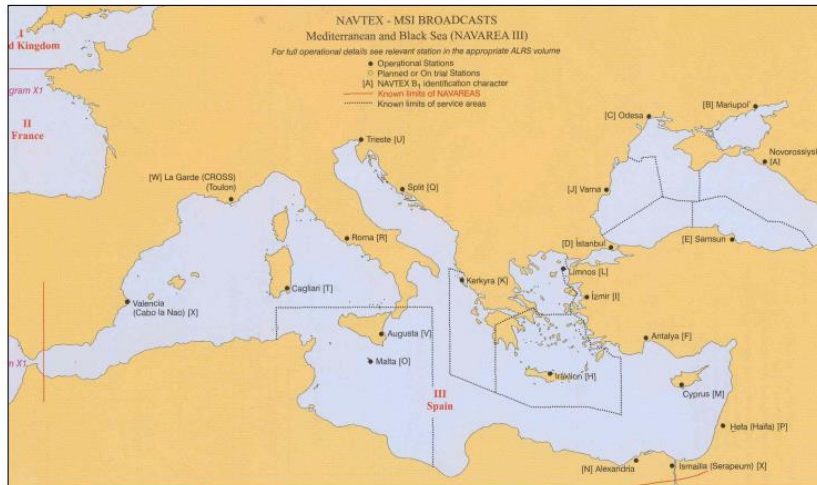 NAVTEX - MSI BROADCASTS
Mediterranean and Black Sea (NAVAREA III)
For full operational details see relevant station in the appropriate ALRS volume
Operational Stations
Planned or On trial Stations
[A] NAVTEX B1 identification character
Known limits of NAVAREAS
Known limits of service areas
I
d Kingdom
gram X1
II
France
[B] Mariupol'
[C] Odesa
Novorossiysk
[A]
Trieste [U]
[W] La Garde (CROSS)
(Toulon)
Split [Q]
[J] Varna
Roma [R]
[E] Samsun
[D] İstanbul
Limnos [L]
Kerkyra [K]
Cagliari [T]
İzmir [I]
Valencia
(Cabo la Nao) [X]
Augusta [V]
Antalya [F]
m X1
Malta [O]
Iráklion [H]
Cyprus [M]
III
Spain
Hefa (Haifa) [P]
[N] Alexandria
Ismailia (Serapeum) [X]